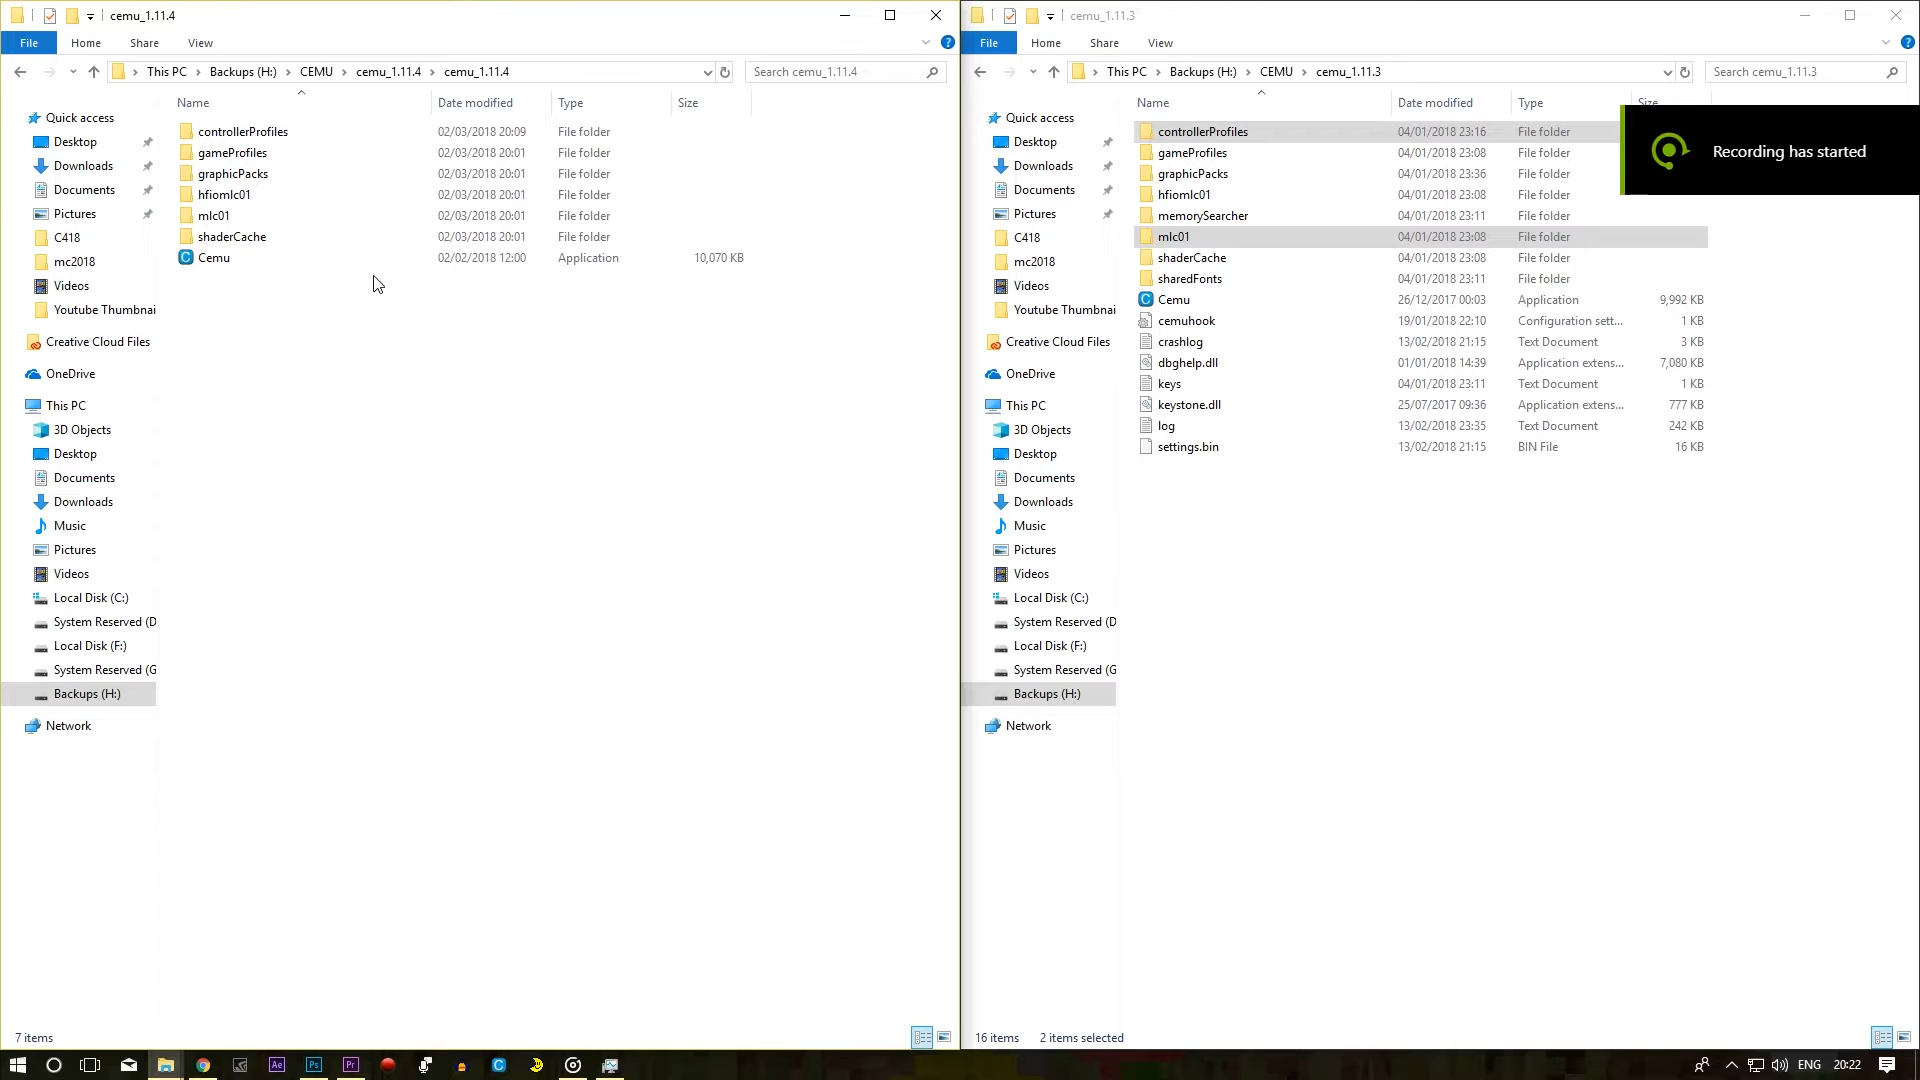 cemu_1.11.4
File Home Share View
This PC Backups (H:) CEMU cemu_1.11.4 cemu_1.11.4
Search cemu_1.11.4
Name Date modified Type Size
Quick access
Desktop
Downloads
Documents
Pictures
C418
mc2018
Videos
Youtube Thumbnai
Creative Cloud Files
OneDrive
This PC
3D Objects
Desktop
Documents
Downloads
Music
Pictures
Videos
Local Disk (C:)
System Reserved (D
Local Disk (F:)
System Reserved (G
Backups (H:)
Network
controllerProfiles 02/03/2018 20:09 File folder
gameProfiles 02/03/2018 20:01 File folder
graphicPacks 02/03/2018 20:01 File folder
hfiomlc01 02/03/2018 20:01 File folder
mlc01 02/03/2018 20:01 File folder
shaderCache 02/03/2018 20:01 File folder
Cemu 02/02/2018 12:00 Application 10,070 KB
7 items
cemu_1.11.3
File Home Share View
This PC Backups (H:) CEMU cemu_1.11.3
Search cemu_1.11.3
Name Date modified Type Size
Quick access
Desktop
Downloads
Documents
Pictures
C418
mc2018
Videos
Youtube Thumbnai
Creative Cloud Files
OneDrive
This PC
3D Objects
Desktop
Documents
Downloads
Music
Pictures
Videos
Local Disk (C:)
System Reserved (D
Local Disk (F:)
System Reserved (G
Backups (H:)
Network
controllerProfiles 04/01/2018 23:16 File folder
gameProfiles 04/01/2018 23:08 File folder
graphicPacks 04/01/2018 23:36 File folder
hfiomlc01 04/01/2018 23:08 File folder
memorySearcher 04/01/2018 23:11 File folder
mlc01 04/01/2018 23:08 File folder
shaderCache 04/01/2018 23:08 File folder
sharedFonts 04/01/2018 23:11 File folder
Cemu 26/12/2017 00:03 Application 9,992 KB
cemuhook 19/01/2018 22:10 Configuration sett... 1 KB
crashlog 13/02/2018 21:15 Text Document 3 KB
dbghelp.dll 01/01/2018 14:39 Application extens... 7,080 KB
keys 04/01/2018 23:11 Text Document 1 KB
keystone.dll 25/07/2017 09:36 Application extens... 777 KB
log 13/02/2018 23:35 Text Document 242 KB
settings.bin 13/02/2018 21:15 BIN File 16 KB
16 items 2 items selected
Recording has started
Ae Ps Pr
ENG 20:22